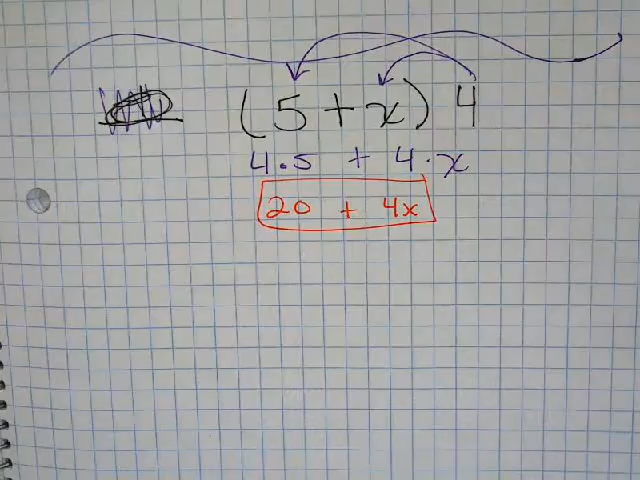 (5 + x) 4
4.5 + 4.x
20 + 4x